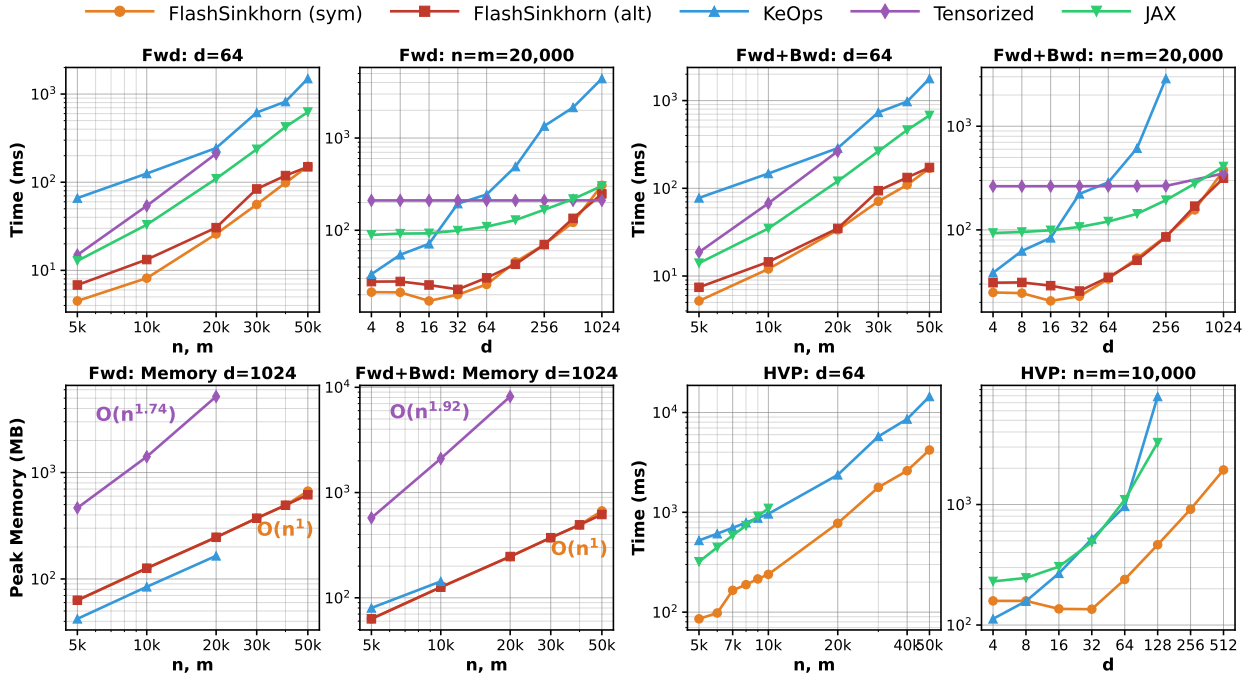 FlashSinkhorn (sym) FlashSinkhorn (alt) KeOps Tensorized JAX
Fwd: d=64
Time (ms)
10³
10²
10¹
5k 10k 20k 30k 50k
n, m
Fwd: n=m=20,000
10³
10²
4 8 16 32 64 256 1024
d
Fwd+Bwd: d=64
Time (ms)
10³
10²
10¹
5k 10k 20k 30k 50k
n, m
Fwd+Bwd: n=m=20,000
10³
10²
4 8 16 32 64 256 1024
d
Fwd: Memory d=1024
Peak Memory (MB)
10³
10²
O(n¹·⁷⁴)
O(n¹)
5k 10k 20k 30k 50k
n, m
Fwd+Bwd: Memory d=1024
10⁴
10³
10²
O(n¹·⁹²)
O(n¹)
5k 10k 20k 30k 50k
n, m
HVP: d=64
Time (ms)
10⁴
10³
10²
5k 7k 10k 20k 30k 40k50k
n, m
HVP: n=m=10,000
10³
10²
4 8 16 32 64 128 256 512
d